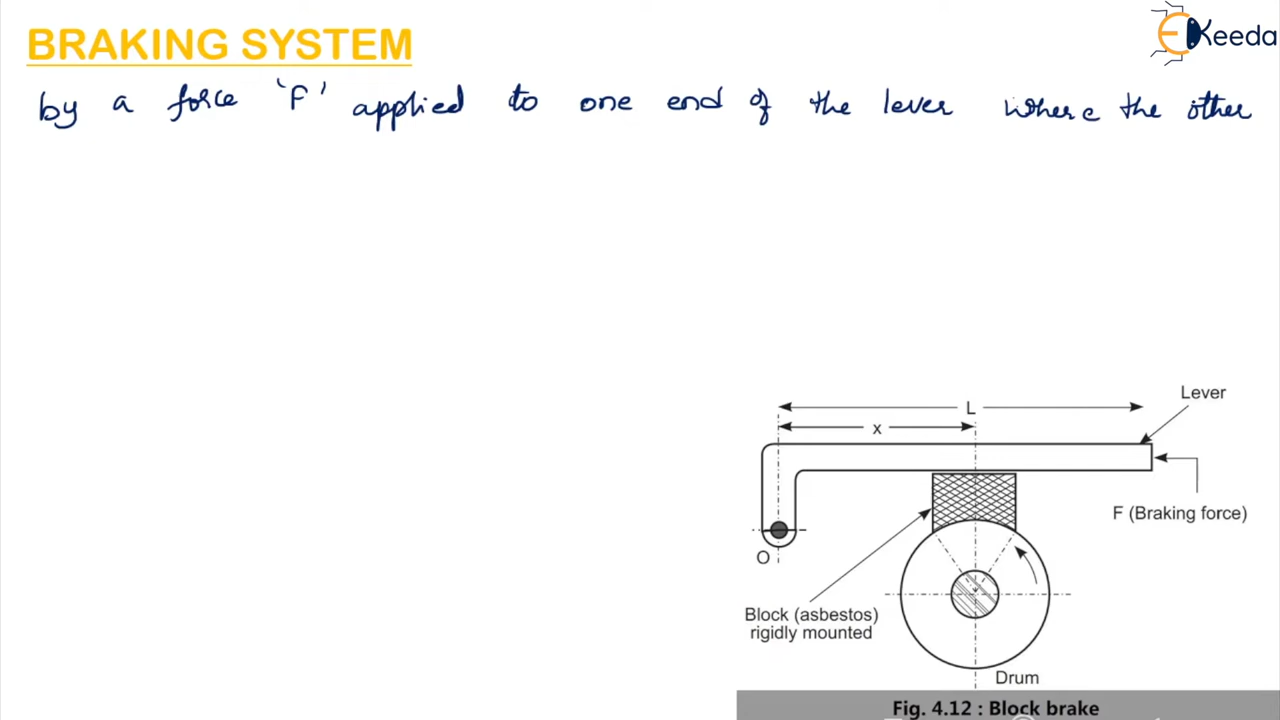 BRAKING SYSTEM
EKeeda
by a force 'F' applied to one end of the lever where the other
Lever
L
x
F (Braking force)
O
Block (asbestos)
rigidly mounted
Drum
Fig. 4.12 : Block brake